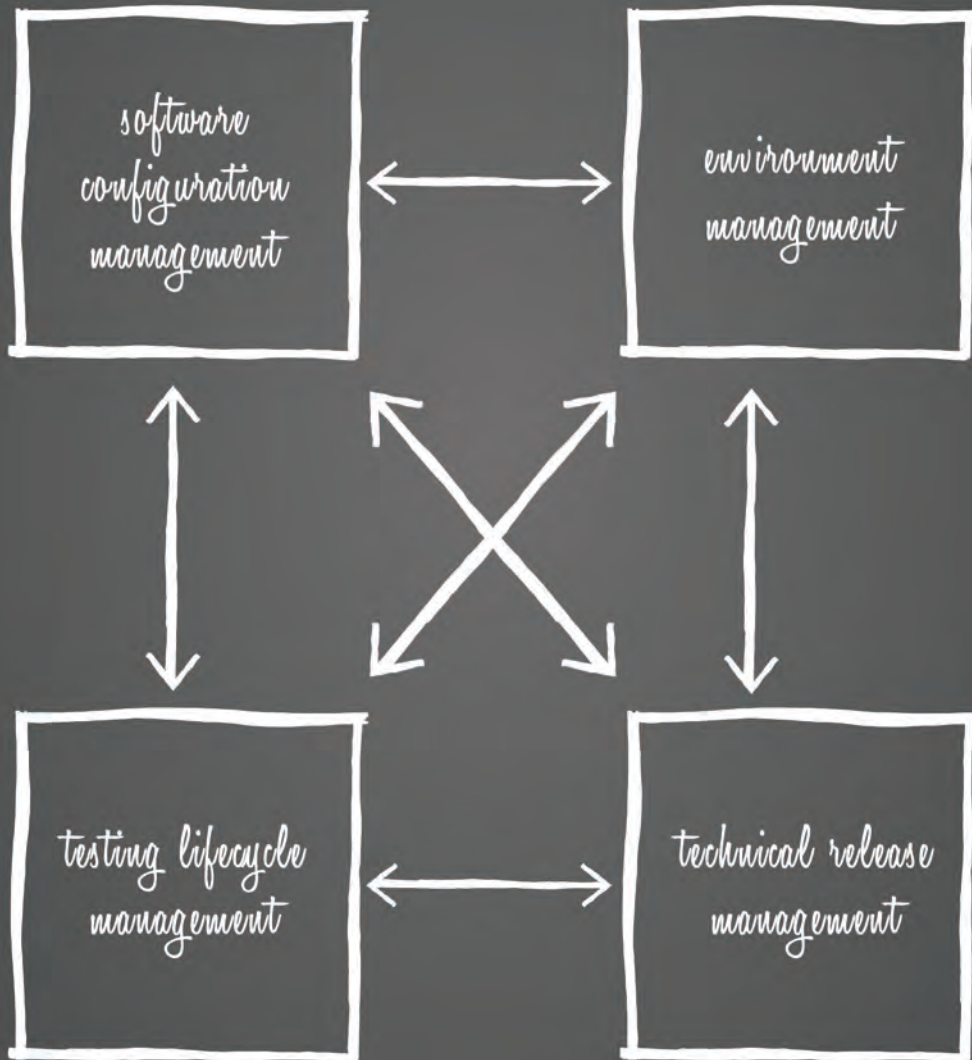 software
configuration
management
environment
management
testing lifecycle
management
technical release
management